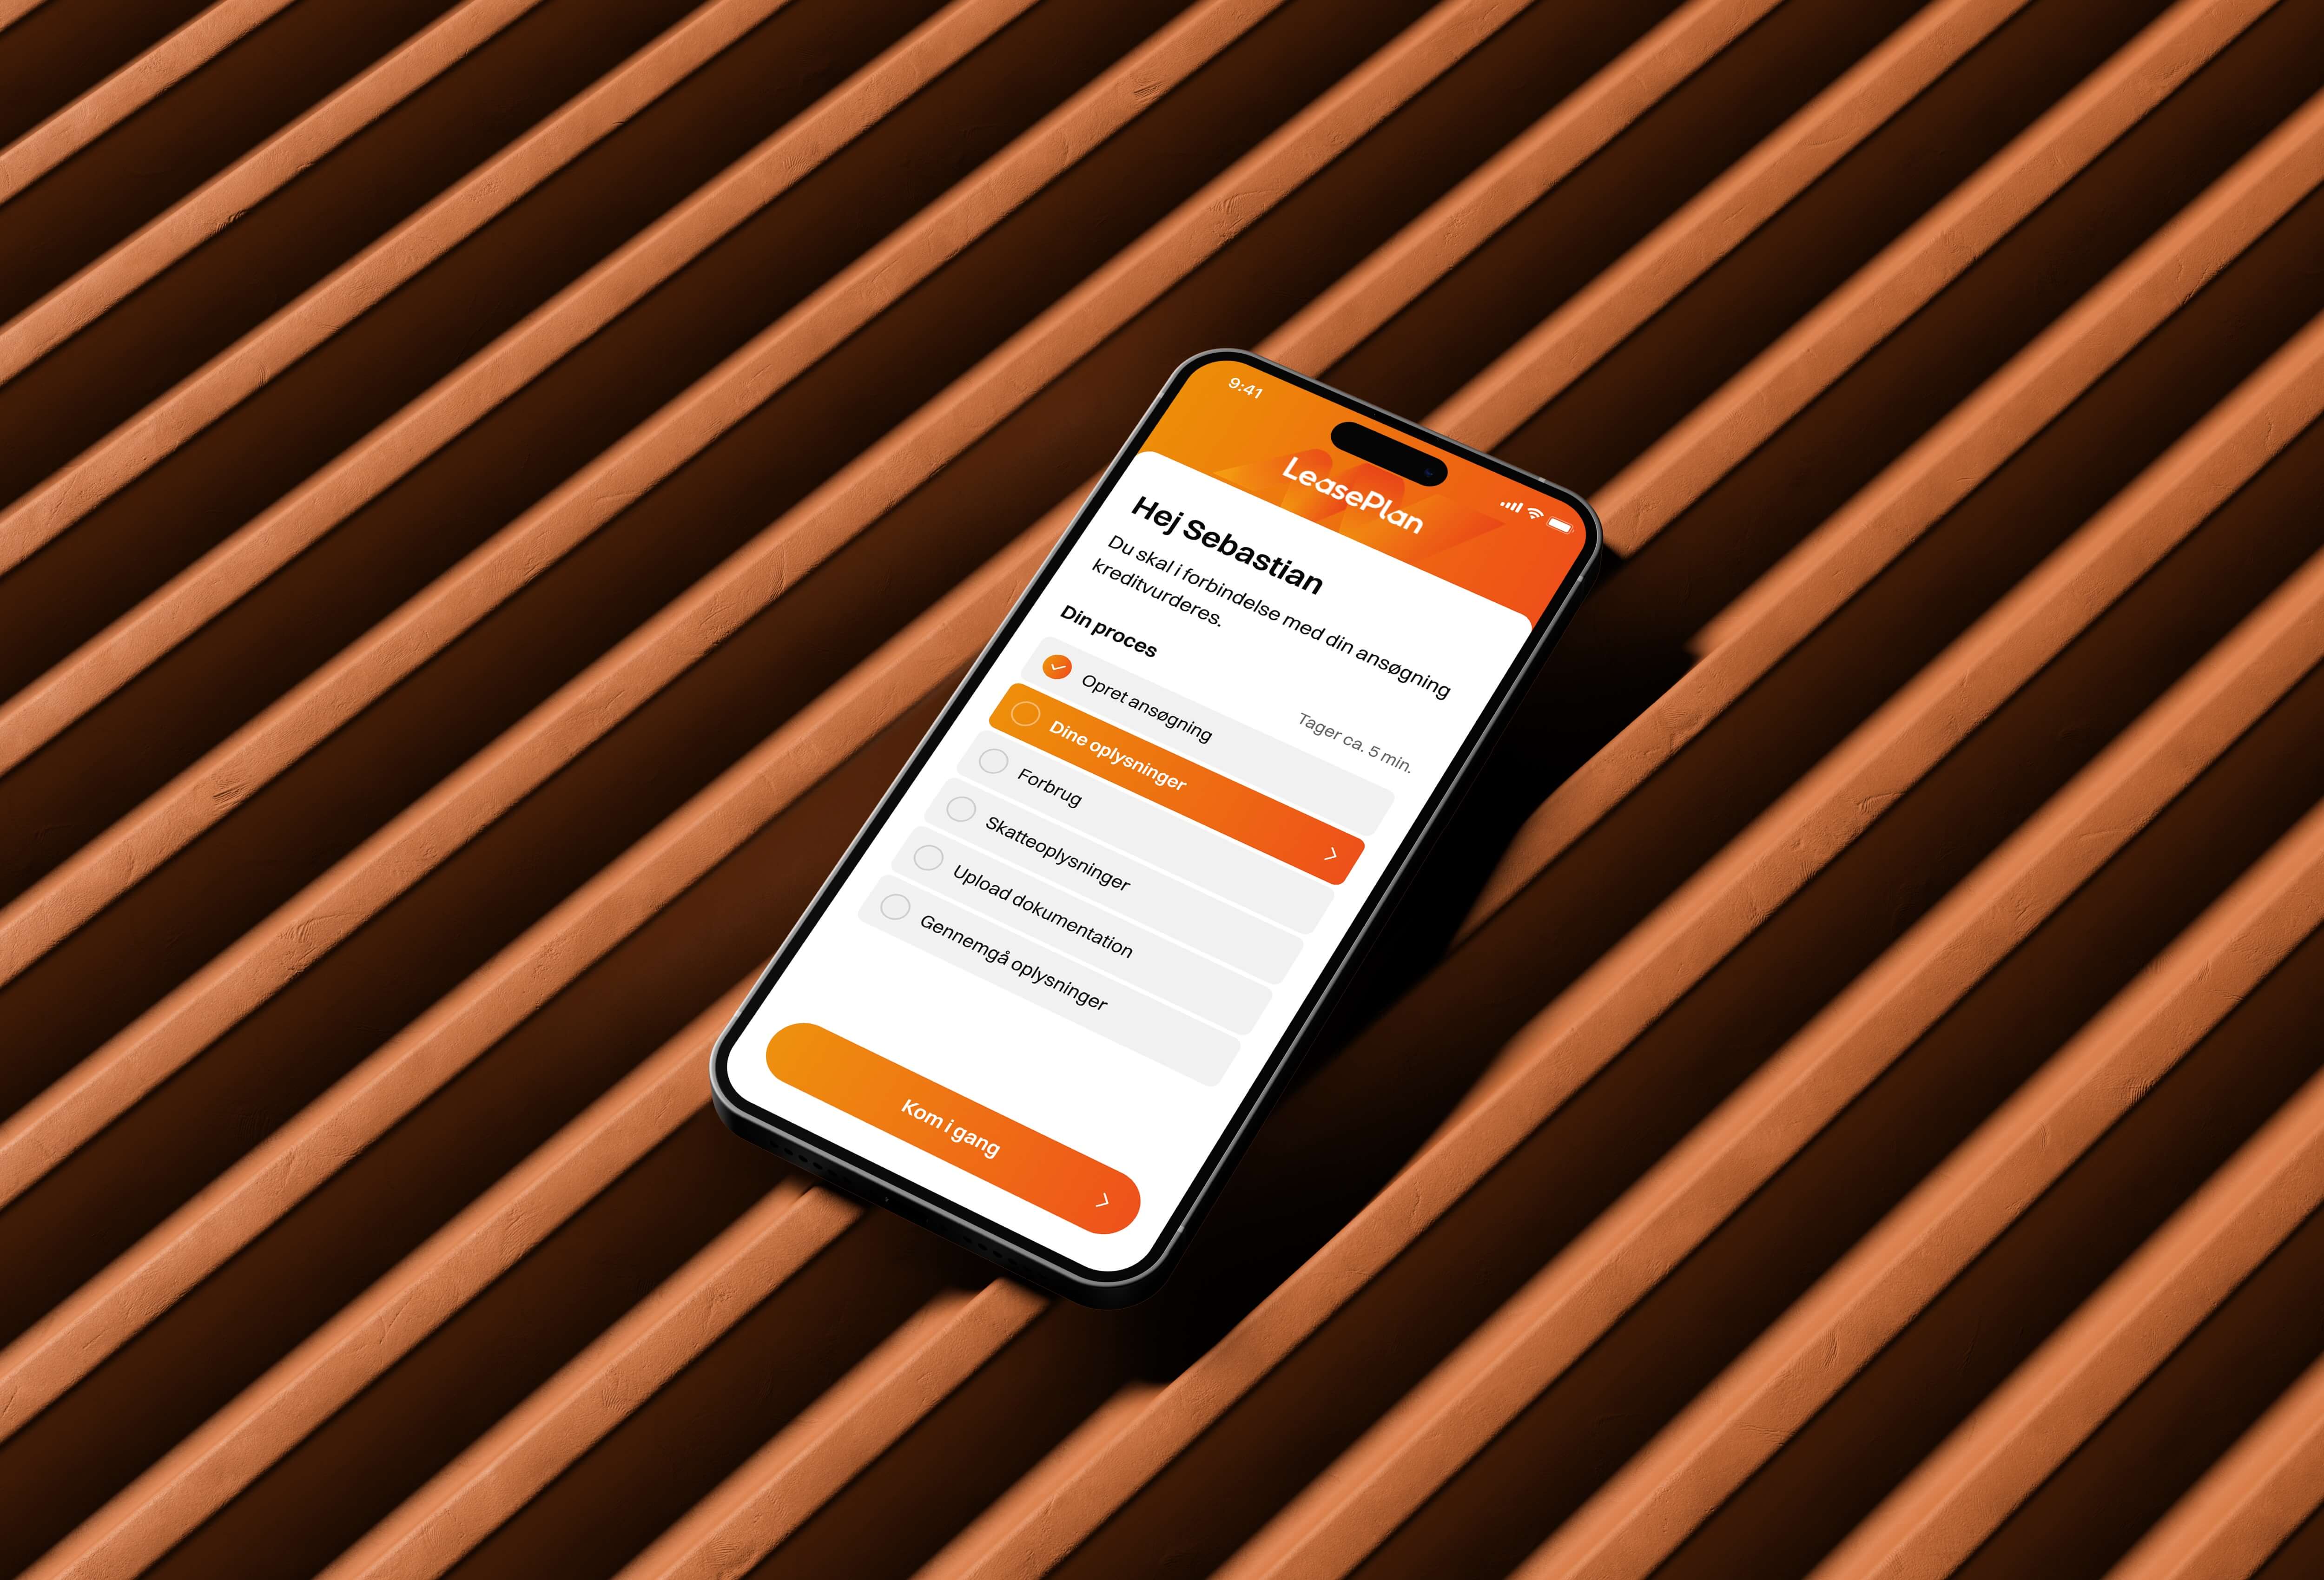 9:41
LeasePlan
Hej Sebastian
Du skal i forbindelse med din ansøgning
kreditvurderes.
Din proces
Tager ca. 5 min.
Opret ansøgning
Dine oplysninger
Forbrug
Skatteoplysninger
Upload dokumentation
Gennemgå oplysninger
Kom i gang